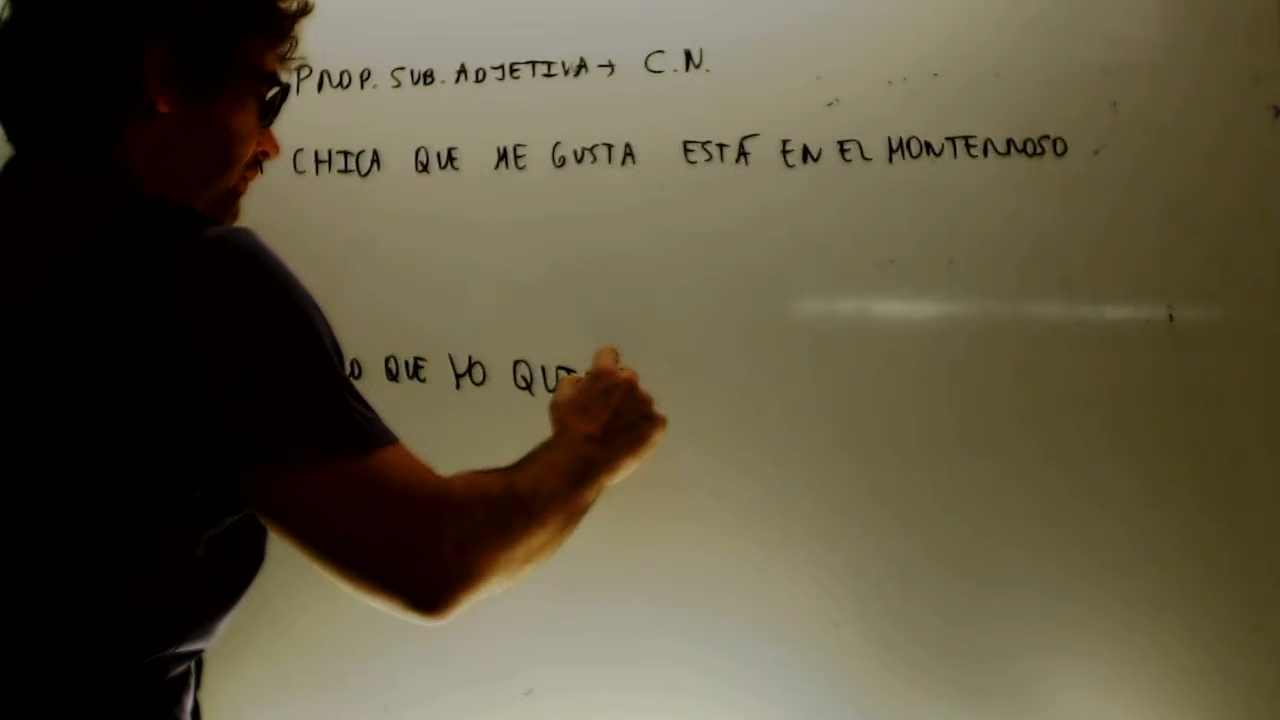 PROP. SUB. ADJETIVA → C.N.
CHICA QUE ME GUSTA ESTÁ EN EL MONTERROSO
QUE YO